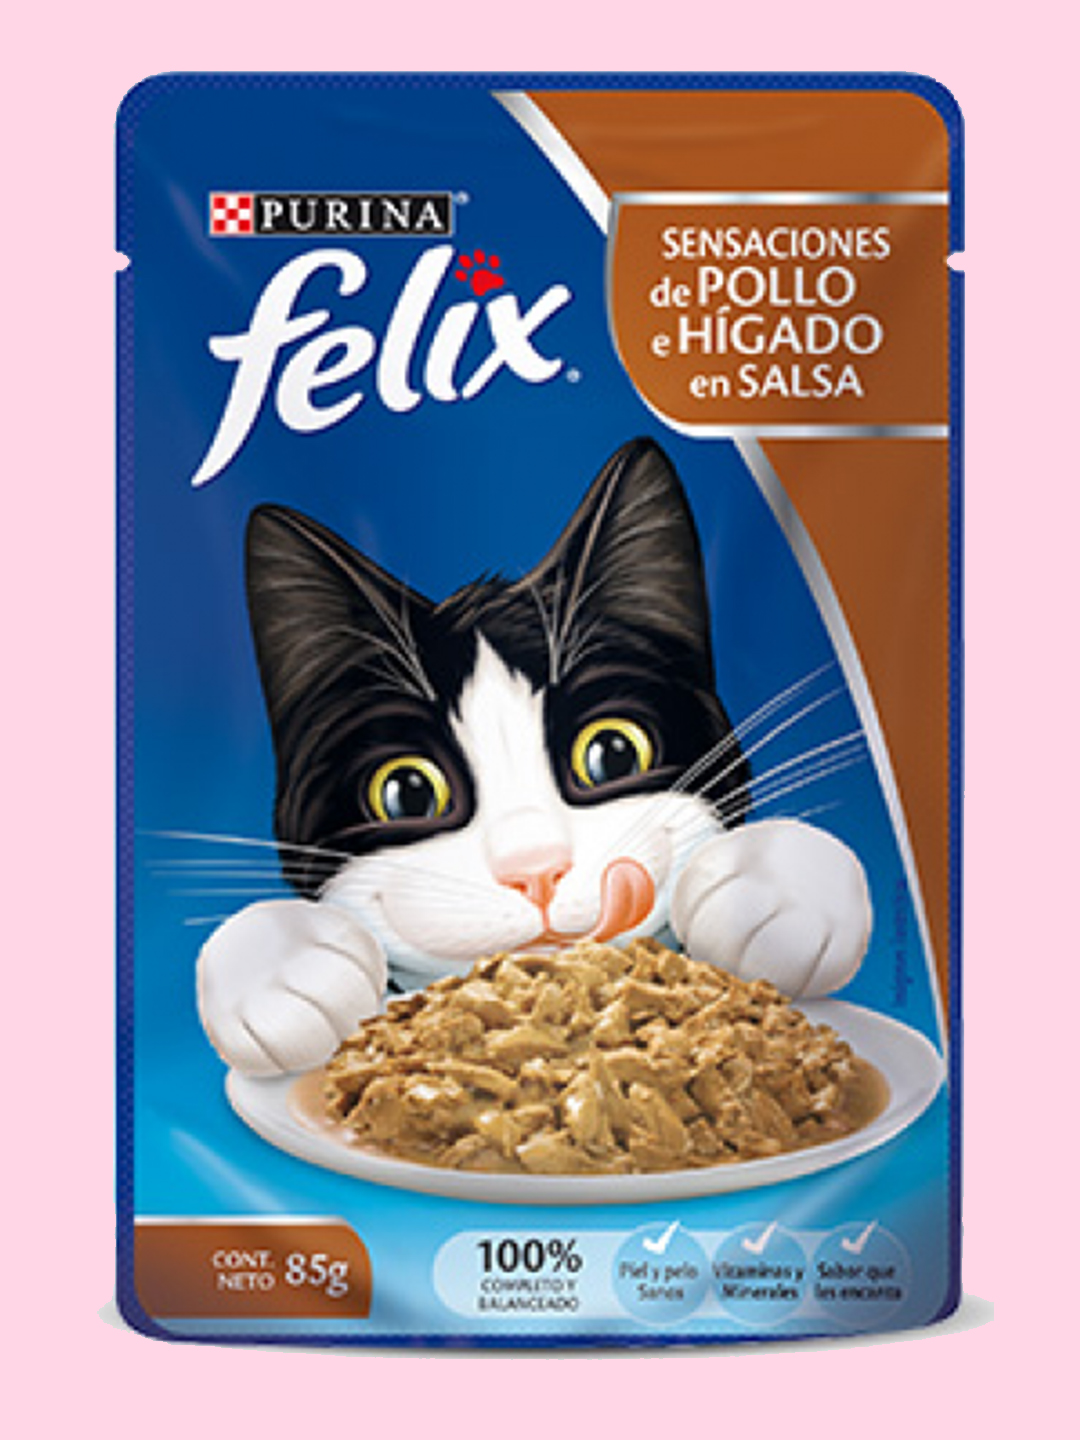 PURINA®
felix®
SENSACIONES
de POLLO
e HÍGADO
en SALSA
CONT.
NETO
85g
100%
COMPLETO Y
BALANCEADO
Piel y pelo
Sanos
Vitaminas y
Minerales
Sabor que
les encanta